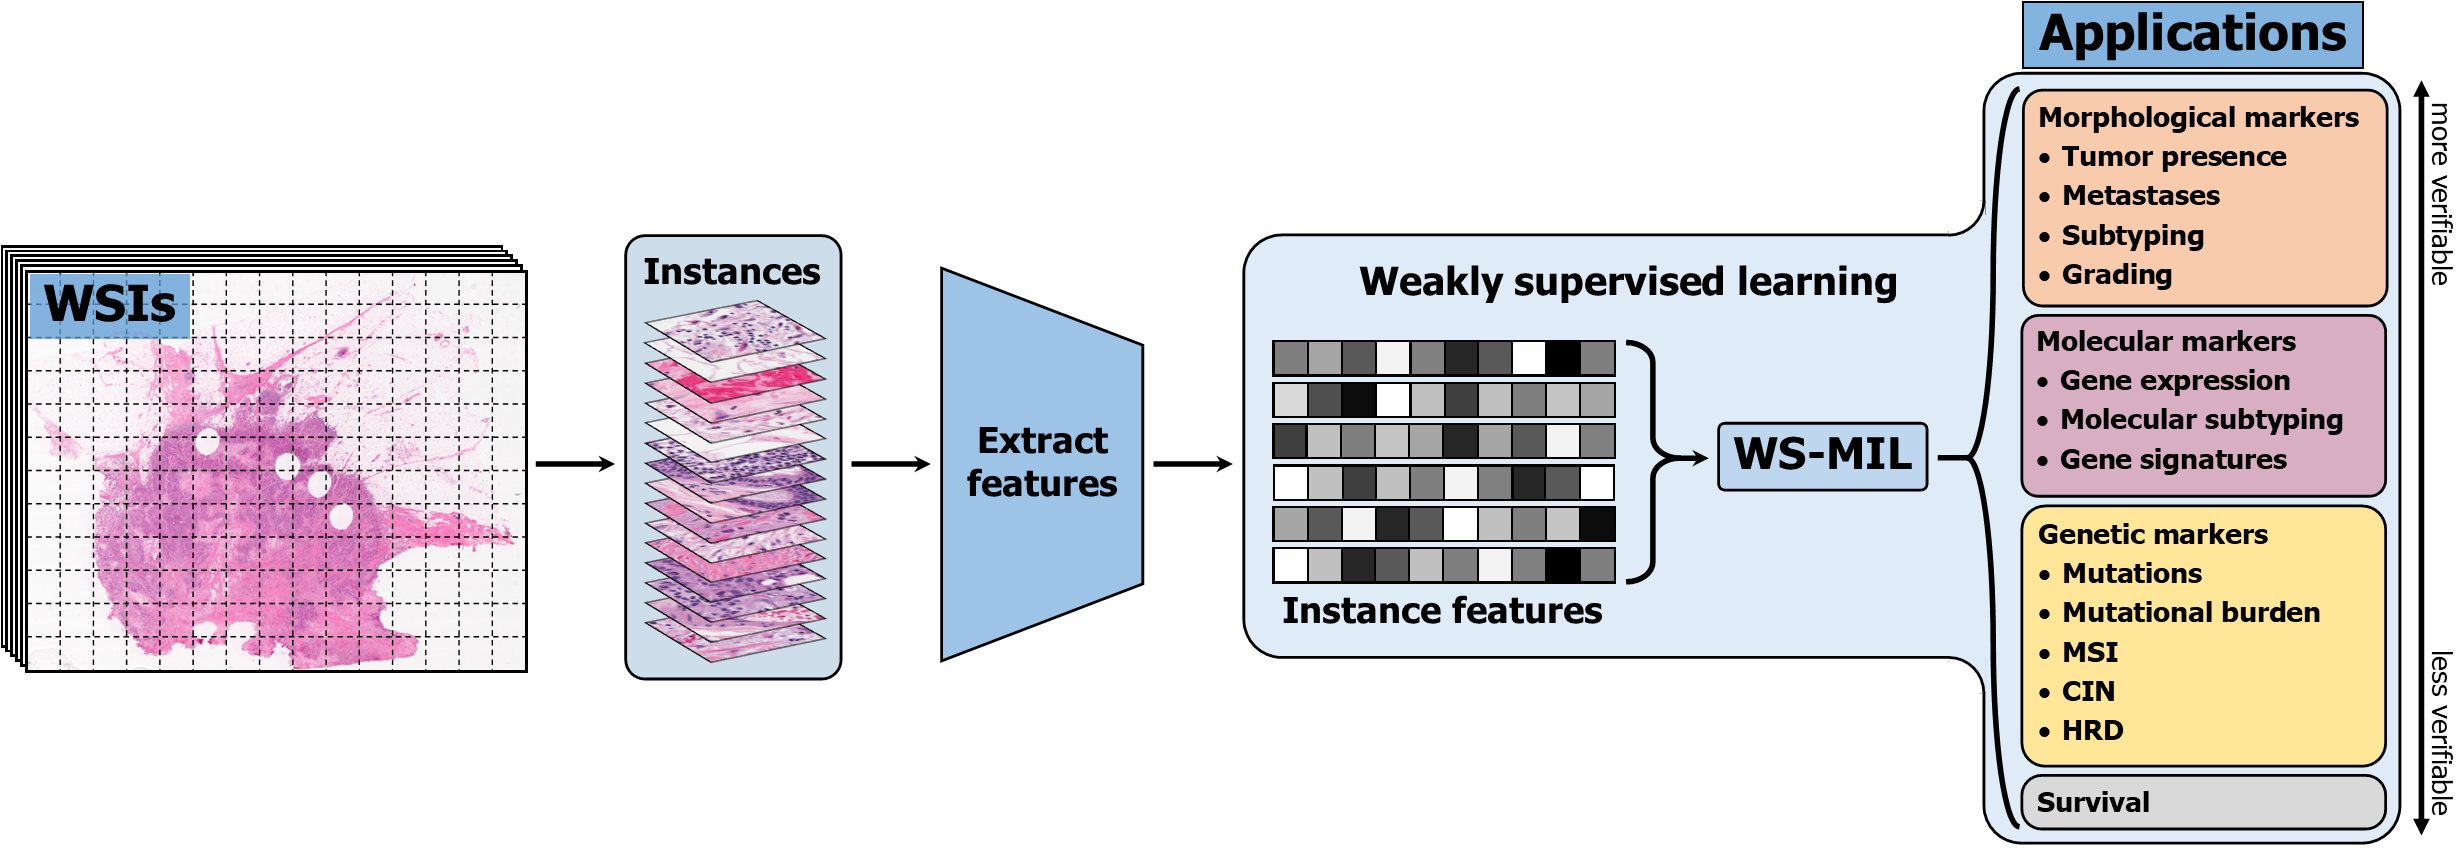 WSIs
Instances
Extract
features
Weakly supervised learning
Instance features
WS-MIL
Applications
Morphological markers
• Tumor presence
• Metastases
• Subtyping
• Grading
Molecular markers
• Gene expression
• Molecular subtyping
• Gene signatures
Genetic markers
• Mutations
• Mutational burden
• MSI
• CIN
• HRD
Survival
more verifiable
less verifiable